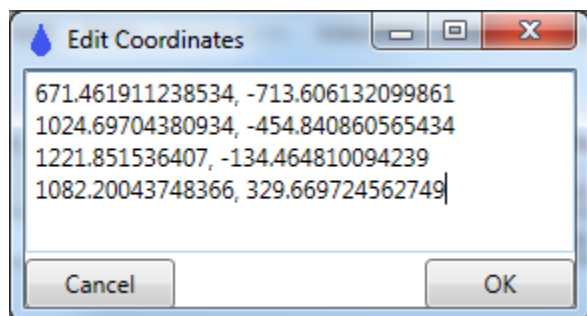 Edit Coordinates
671.461911238534, -713.606132099861
1024.69704380934, -454.840860565434
1221.851536407, -134.464810094239
1082.20043748366, 329.669724562749
Cancel
OK